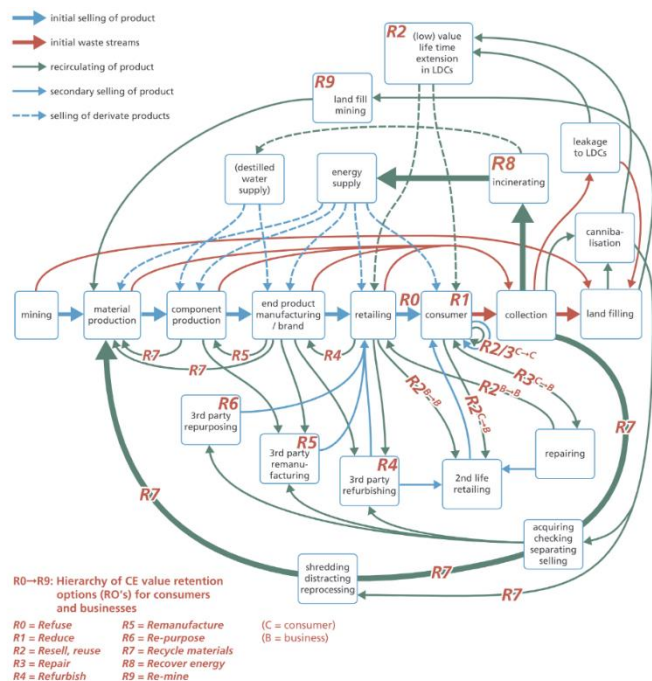 initial selling of product
initial waste streams
recirculating of product
secondary selling of product
selling of derivate products
R2
(low) value
life time
extension
in LDCs
R9
land fill
mining
leakage
to LDCs
(destilled
water supply)
energy
supply
R8
incinerating
canniba-
lisation
mining
material
production
component
production
end product
manufacturing
/ brand
retailing
R0
R1
consumer
collection
land filling
R7
R7
R5
R4
R2/3C→C
R3C→B
R2B→B
R2B→B
R2C→B
R6
3rd party
repurposing
R5
3rd party
remanu-
facturing
R4
3rd party
refurbishing
2nd life
retailing
repairing
R7
R7
acquiring
checking
separating
selling
shredding
distracting
reprocessing
R7
R7
R0→R9: Hierarchy of CE value retention
options (RO's) for consumers
and businesses
R0 = Refuse
R1 = Reduce
R2 = Resell, reuse
R3 = Repair
R4 = Refurbish
R5 = Remanufacture
R6 = Re-purpose
R7 = Recycle materials
R8 = Recover energy
R9 = Re-mine
(C = consumer)
(B = business)